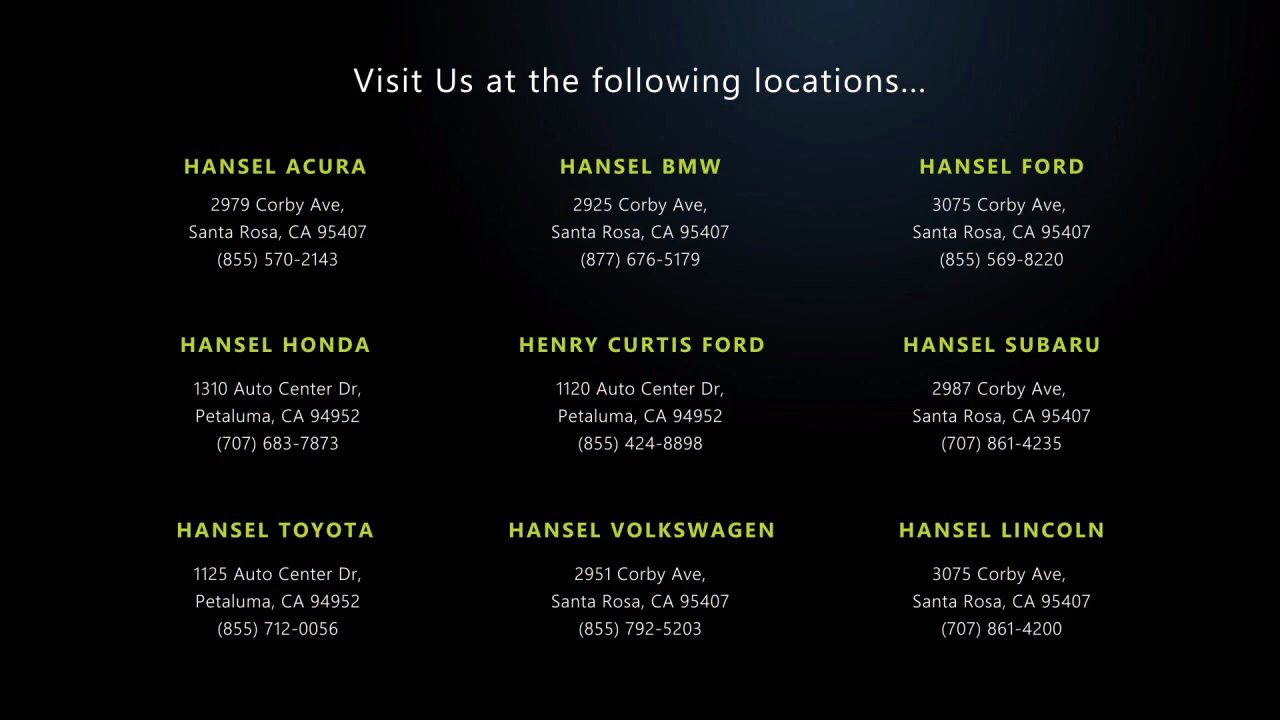 Visit Us at the following locations...
HANSEL ACURA
2979 Corby Ave,
Santa Rosa, CA 95407
(855) 570-2143
HANSEL BMW
2925 Corby Ave,
Santa Rosa, CA 95407
(877) 676-5179
HANSEL FORD
3075 Corby Ave,
Santa Rosa, CA 95407
(855) 569-8220
HANSEL HONDA
1310 Auto Center Dr,
Petaluma, CA 94952
(707) 683-7873
HENRY CURTIS FORD
1120 Auto Center Dr,
Petaluma, CA 94952
(855) 424-8898
HANSEL SUBARU
2987 Corby Ave,
Santa Rosa, CA 95407
(707) 861-4235
HANSEL TOYOTA
1125 Auto Center Dr,
Petaluma, CA 94952
(855) 712-0056
HANSEL VOLKSWAGEN
2951 Corby Ave,
Santa Rosa, CA 95407
(855) 792-5203
HANSEL LINCOLN
3075 Corby Ave,
Santa Rosa, CA 95407
(707) 861-4200